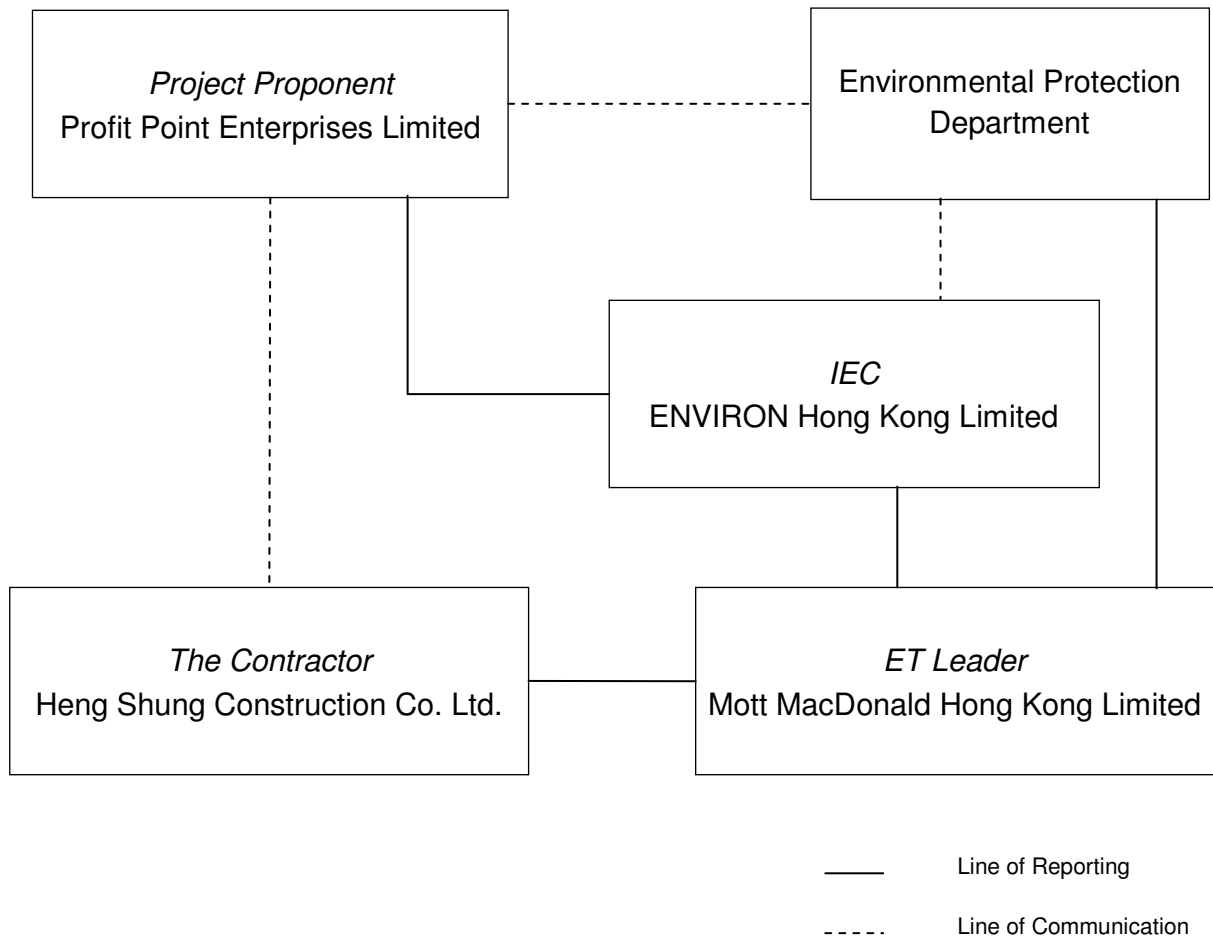 Project Proponent
Profit Point Enterprises Limited
Environmental Protection
Department
IEC
ENVIRON Hong Kong Limited
The Contractor
Heng Shung Construction Co. Ltd.
ET Leader
Mott MacDonald Hong Kong Limited
Line of Reporting
Line of Communication